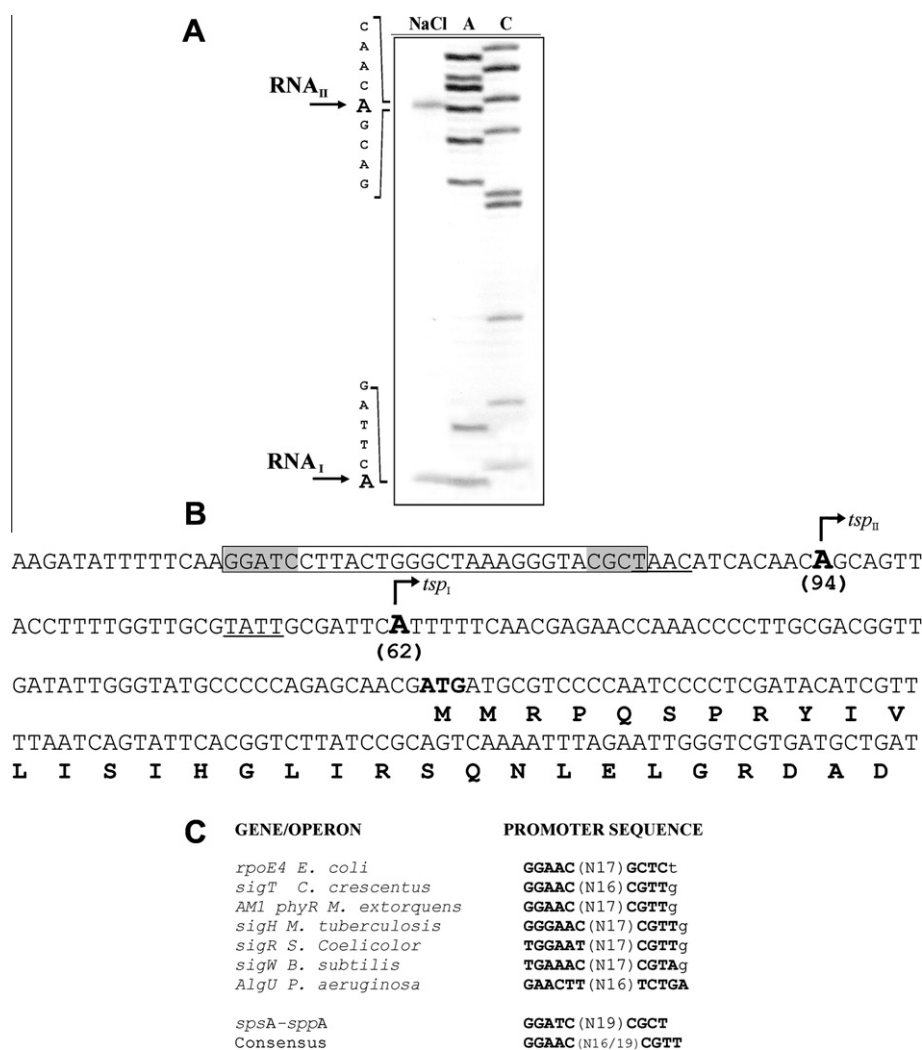 A
NaCl A C
C
A
A
C
RNAII
A
G
C
A
G
G
A
T
T
C
RNAI
A
B
tspII
AAGATATTTTTCAAGGATCCTTACTGGGCTAAAGGGTACGCTTAACATCACAACAGCAGTT
(94)
tspI
ACCTTTTGGTTGCGTATTGCGATTCATTTTTCAACGAGAACCAAACCCCTTGCGACGGTT
(62)
GATATTGGGTATGCCCCCAGAGCAACGATGATGCGTCCCCAATCCCCTCGATACATCGTT
M M R P Q S P R Y I V
TTAATCAGTATTCACGGTCTTATCCGCAGTCAAAATTTAGAATTGGGTCGTGATGCTGAT
L I S I H G L I R S Q N L E L G R D A D
C GENE/OPERON PROMOTER SEQUENCE
rpoE4 E. coli GGAAC(N17)GCTCt
sigT C. crescentus GGAAC(N16)CGTTg
AM1 phyR M. extorquens GGAAC(N17)CGTTg
sigH M. tuberculosis GGGAAC(N17)CGTTg
sigR S. Coelicolor TGGAAT(N17)CGTTg
sigW B. subtilis TGAAAC(N17)CGTAg
AlgU P. aeruginosa GAACTT(N16)TCTGA
spsA-sppA GGATC(N19)CGCT
Consensus GGAAC(N16/19)CGTT